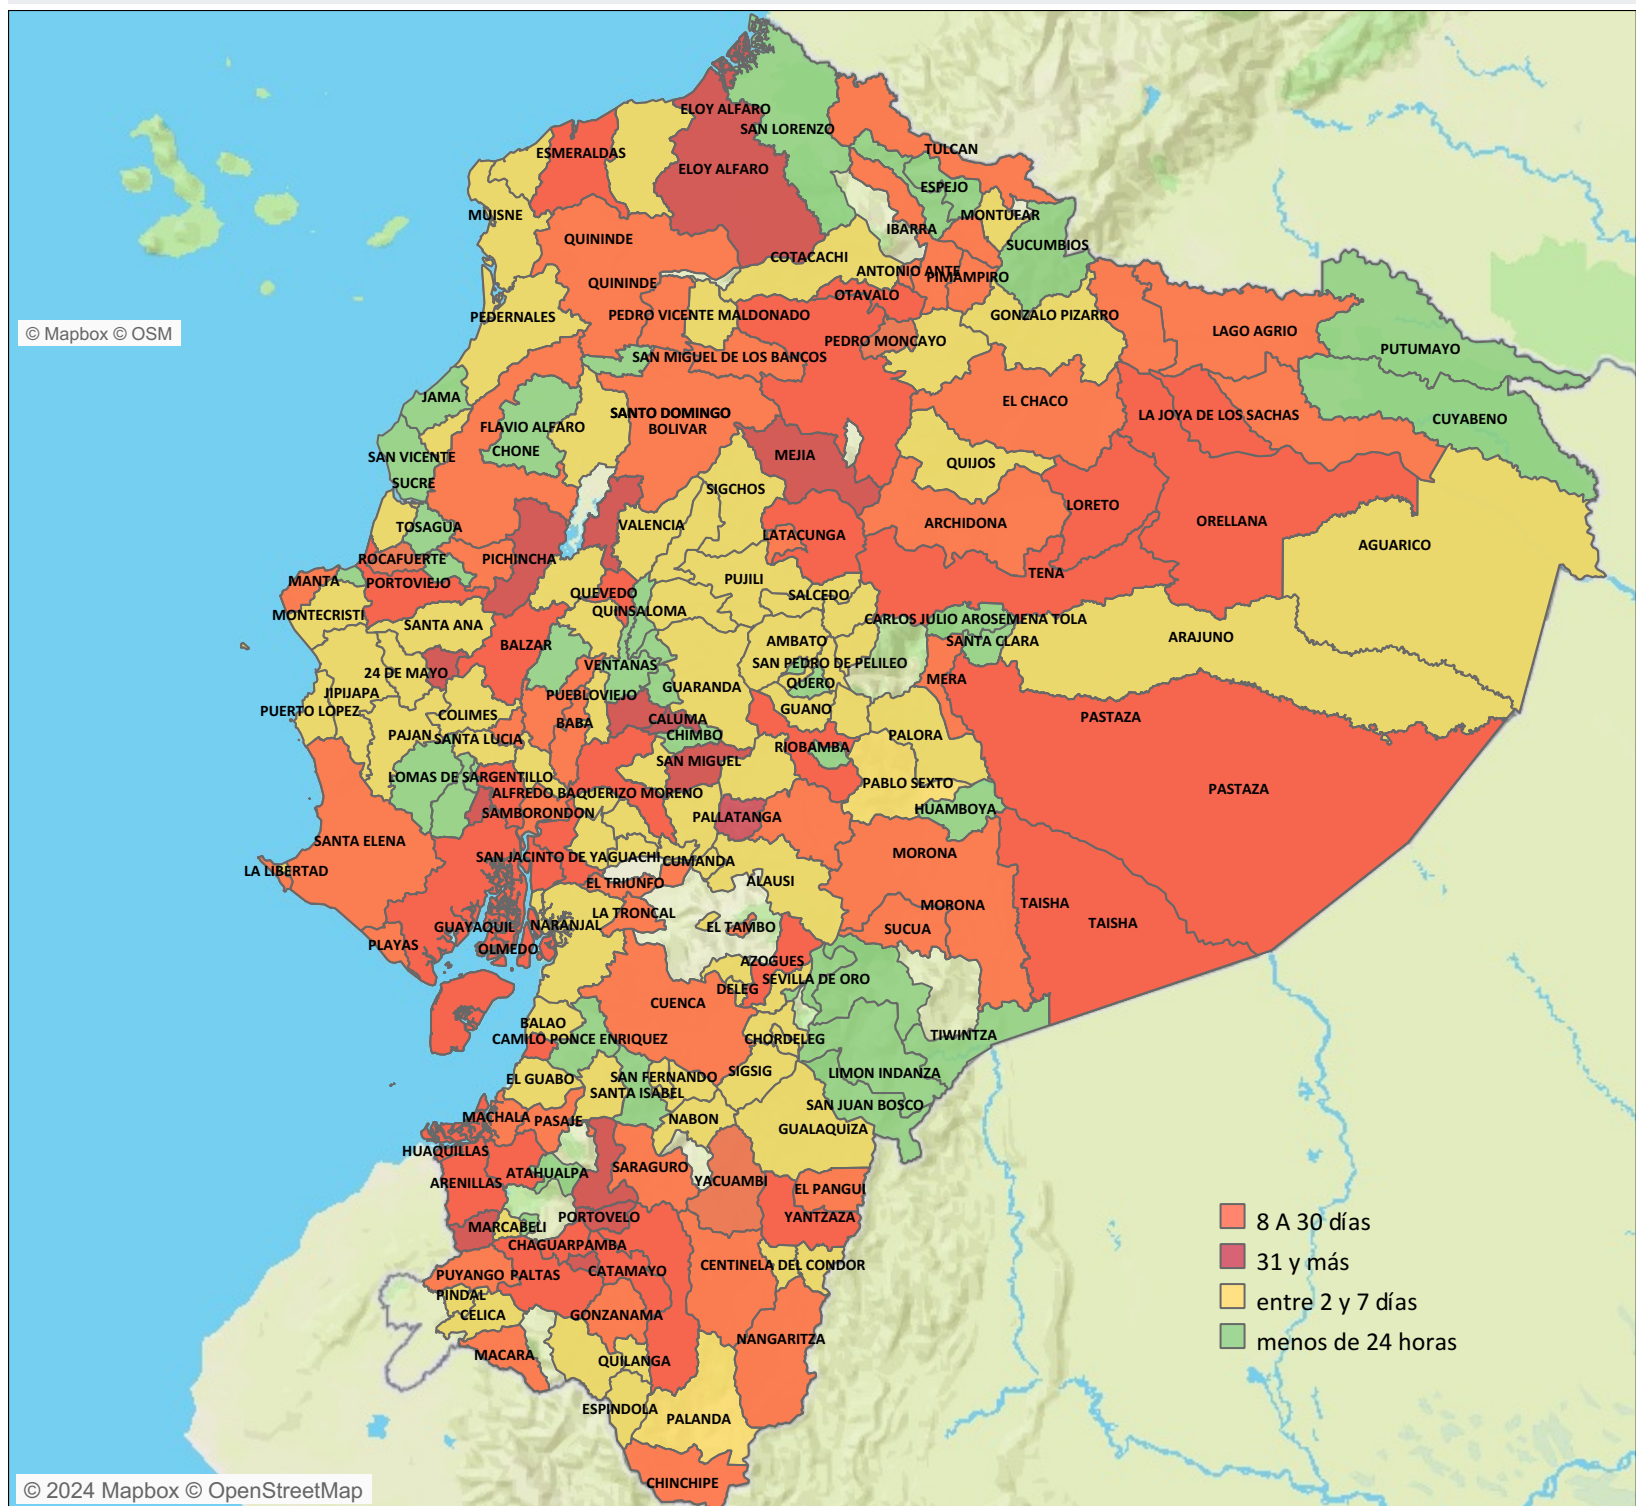 ELOY ALFARO
SAN LORENZO
ESMERALDAS
TULCAN
ELOY ALFARO
ESPEJO
MUISNE
MONTUFAR
IBARRA
QUININDE
SUCUMBIOS
COTACACHI
ANTONIO ANTE
PIMAMPIRO
QUININDE
OTAVALO
PEDERNALES
PEDRO VICENTE MALDONADO
GONZALO PIZARRO
LAGO AGRIO
© Mapbox © OSM
PEDRO MONCAYO
PUTUMAYO
SAN MIGUEL DE LOS BANCOS
JAMA
EL CHACO
SANTO DOMINGO
LA JOYA DE LOS SACHAS
CUYABENO
FLAVIO ALFARO
BOLIVAR
CHONE
SAN VICENTE
MEJIA
QUIJOS
SUCRE
SIGCHOS
LORETO
TOSAGUA
VALENCIA
ARCHIDONA
ORELLANA
LATACUNGA
AGUARICO
ROCAFUERTE
PICHINCHA
TENA
MANTA
PORTOVIEJO
PUJILI
QUEVEDO
SALCEDO
MONTECRISTI
QUINSALOMA
CARLOS JULIO AROSEMENA TOLA
SANTA ANA
ARAJUNO
BALZAR
AMBATO
SANTA CLARA
VENTANAS
SAN PEDRO DE PELILEO
24 DE MAYO
MERA
QUERO
JIPIJAPA
PUEBLOVIEJO
GUARANDA
PUERTO LOPEZ
GUANO
COLIMES
BABA
CALUMA
PASTAZA
PAJAN
SANTA LUCIA
CHIMBO
PALORA
RIOBAMBA
SAN MIGUEL
LOMAS DE SARGENTILLO
PABLO SEXTO
PASTAZA
ALFREDO BAQUERIZO MORENO
HUAMBOYA
SAMBORONDON
PALLATANGA
SANTA ELENA
MORONA
SAN JACINTO DE YAGUACHI
CUMANDA
LA LIBERTAD
EL TRIUNFO
ALAUSI
MORONA
TAISHA
LA TRONCAL
TAISHA
GUAYAQUIL
NARANJAL
EL TAMBO
SUCUA
PLAYAS
OLMEDO
AZOGUES
SEVILLA DE ORO
DELEG
CUENCA
BALAO
TIWINTZA
CAMILO PONCE ENRIQUEZ
CHORDELEG
SIGSIG
LIMON INDANZA
EL GUABO
SAN FERNANDO
SANTA ISABEL
SAN JUAN BOSCO
MACHALA
PASAJE
NABON
GUALAQUIZA
HUAQUILLAS
SARAGURO
ATAHUALPA
ARENILLAS
YACUAMBI
EL PANGUI
PORTOVELO
YANTZAZA
MARCABELI
CHAGUARPAMBA
CENTINELA DEL CONDOR
PUYANGO
PALTAS
CATAMAYO
PINDAL
CELICA
GONZANAMA
NANGARITZA
MACARA
QUILANGA
ESPINDOLA
PALANDA
CHINCHIPE
8 A 30 días
31 y más
entre 2 y 7 días
menos de 24 horas
© 2024 Mapbox © OpenStreetMap